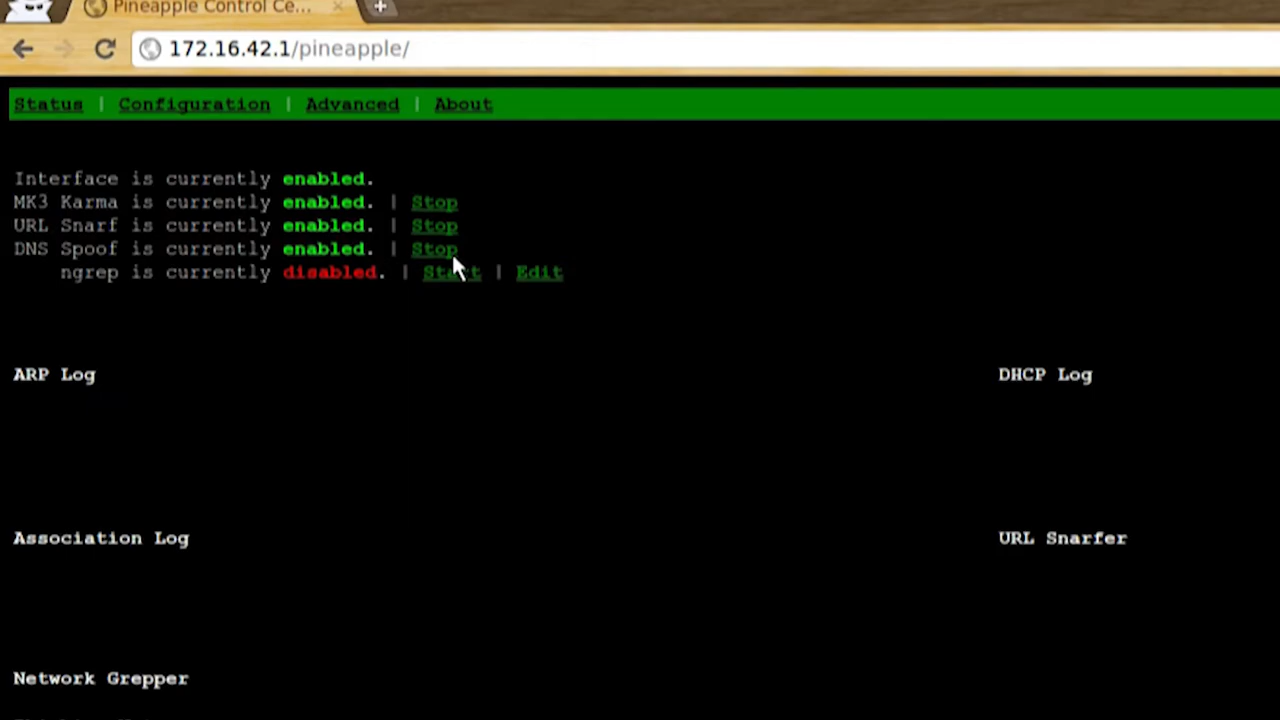 Pineapple Control Ce...
172.16.42.1/pineapple/
Status | Configuration | Advanced | About
Interface is currently enabled.
MK3 Karma is currently enabled. | Stop
URL Snarf is currently enabled. | Stop
DNS Spoof is currently enabled. | Stop
ngrep is currently disabled. | Start | Edit
ARP Log
DHCP Log
Association Log
URL Snarfer
Network Grepper